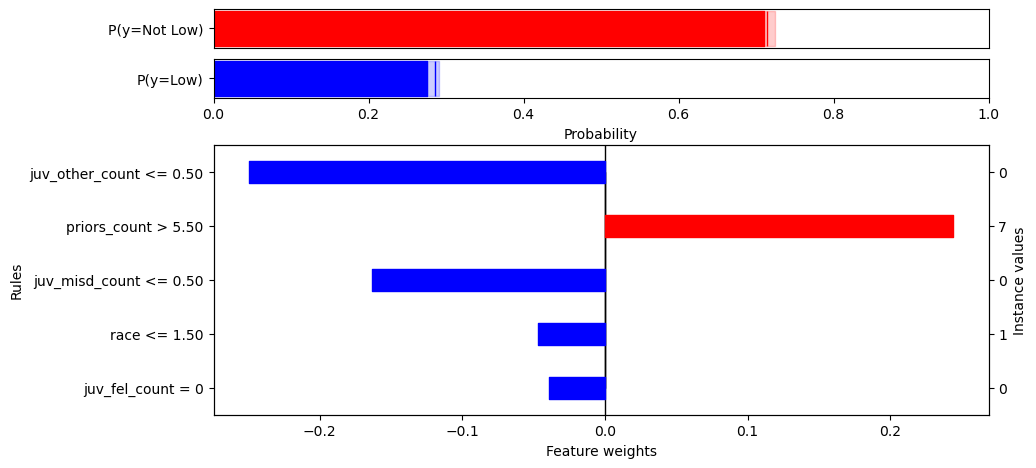 P(y=Not Low)
P(y=Low)
0.0 0.2 0.4 0.6 0.8 1.0
Probability
juv_other_count <= 0.50 0
priors_count > 5.50 7
juv_misd_count <= 0.50 0
race <= 1.50 1
juv_fel_count = 0 0
Rules
Instance values
−0.2 −0.1 0.0 0.1 0.2
Feature weights